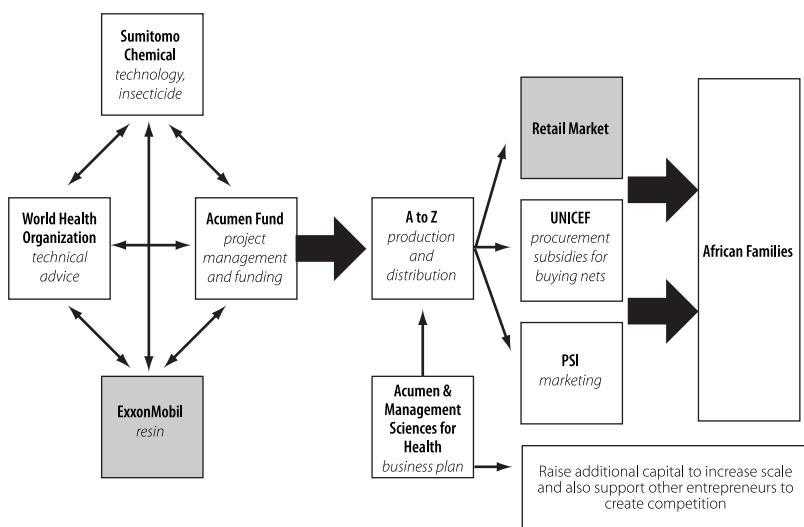 Sumitomo
Chemical
technology,
insecticide
World Health
Organization
technical
advice
Acumen Fund
project
management
and funding
ExxonMobil
resin
A to Z
production
and
distribution
Acumen &
Management
Sciences for
Health
business plan
Retail Market
UNICEF
procurement
subsidies for
buying nets
PSI
marketing
African Families
Raise additional capital to increase scale
and also support other entrepreneurs to
create competition